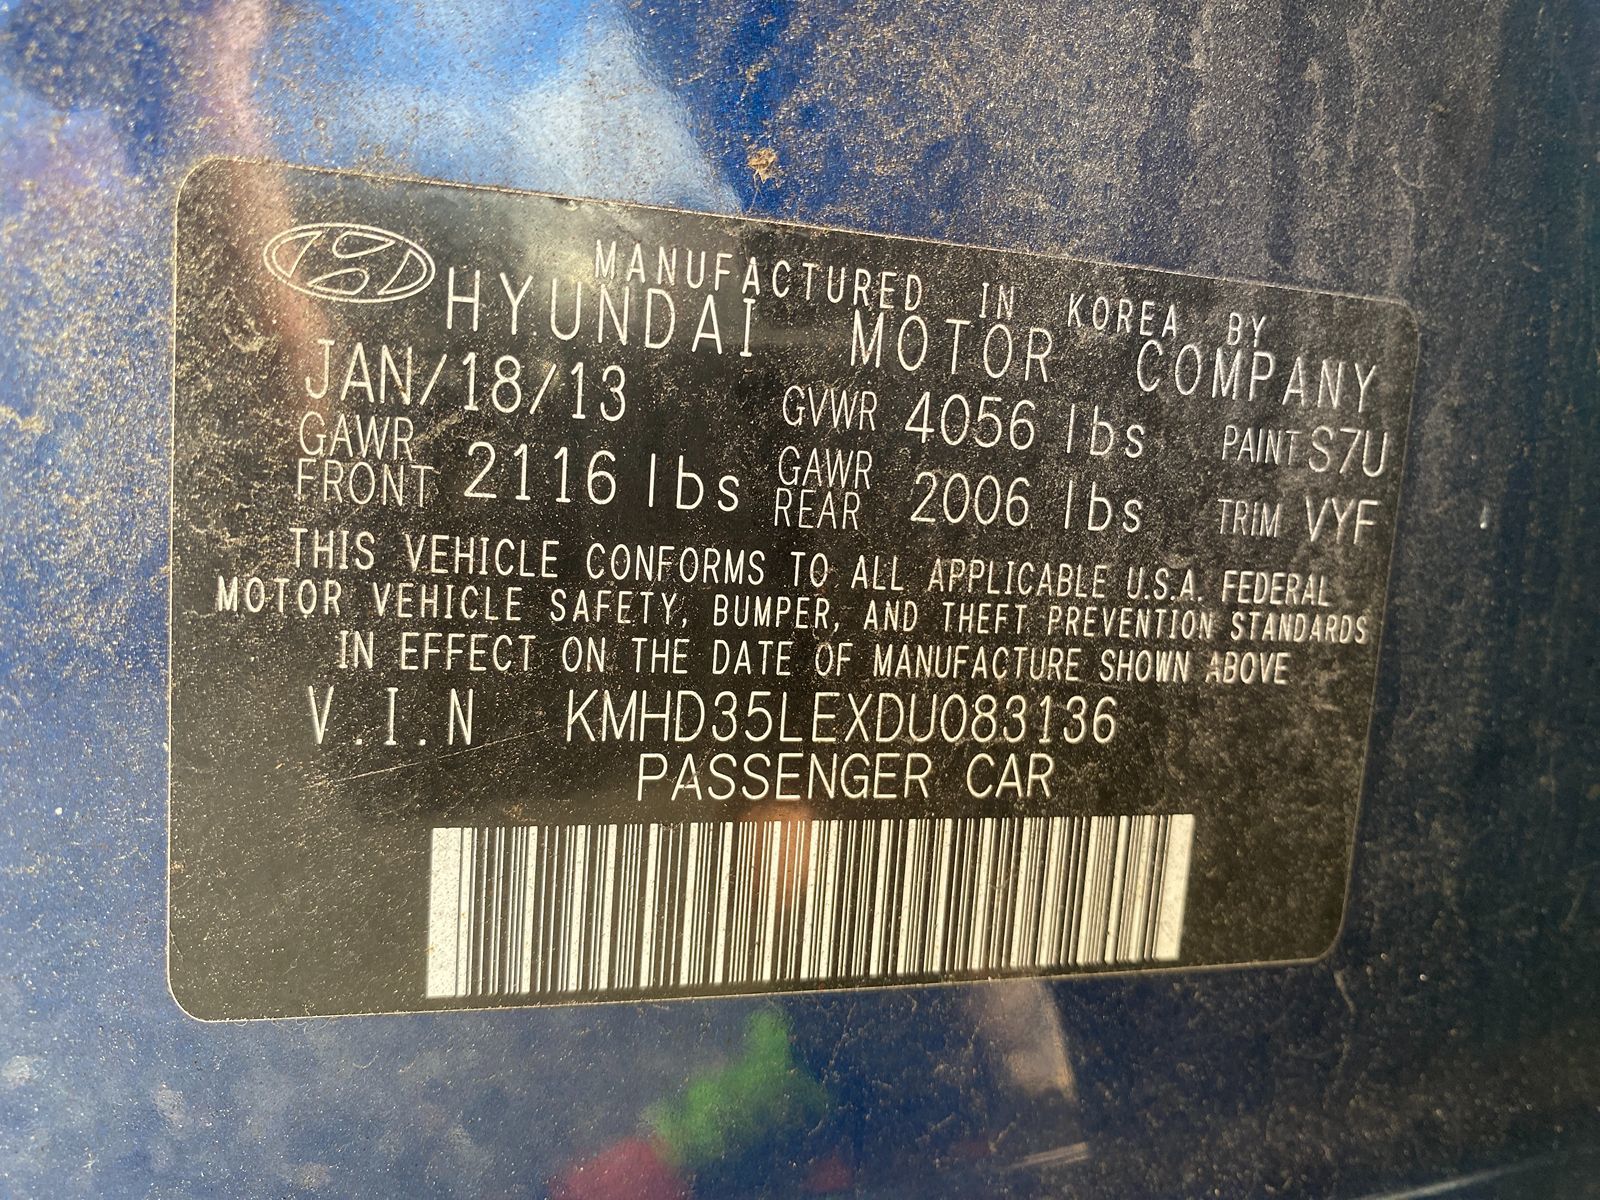 MANUFACTURED IN KOREA BY
HYUNDAI MOTOR COMPANY
JAN/18/13 GVWR 4056 lbs PAINT S7U
GAWR FRONT 2116 lbs GAWR REAR 2006 lbs TRIM VYF
THIS VEHICLE CONFORMS TO ALL APPLICABLE U.S.A. FEDERAL
MOTOR VEHICLE SAFETY, BUMPER, AND THEFT PREVENTION STANDARDS
IN EFFECT ON THE DATE OF MANUFACTURE SHOWN ABOVE
V.I.N KMHD35LEXDU083136
PASSENGER CAR